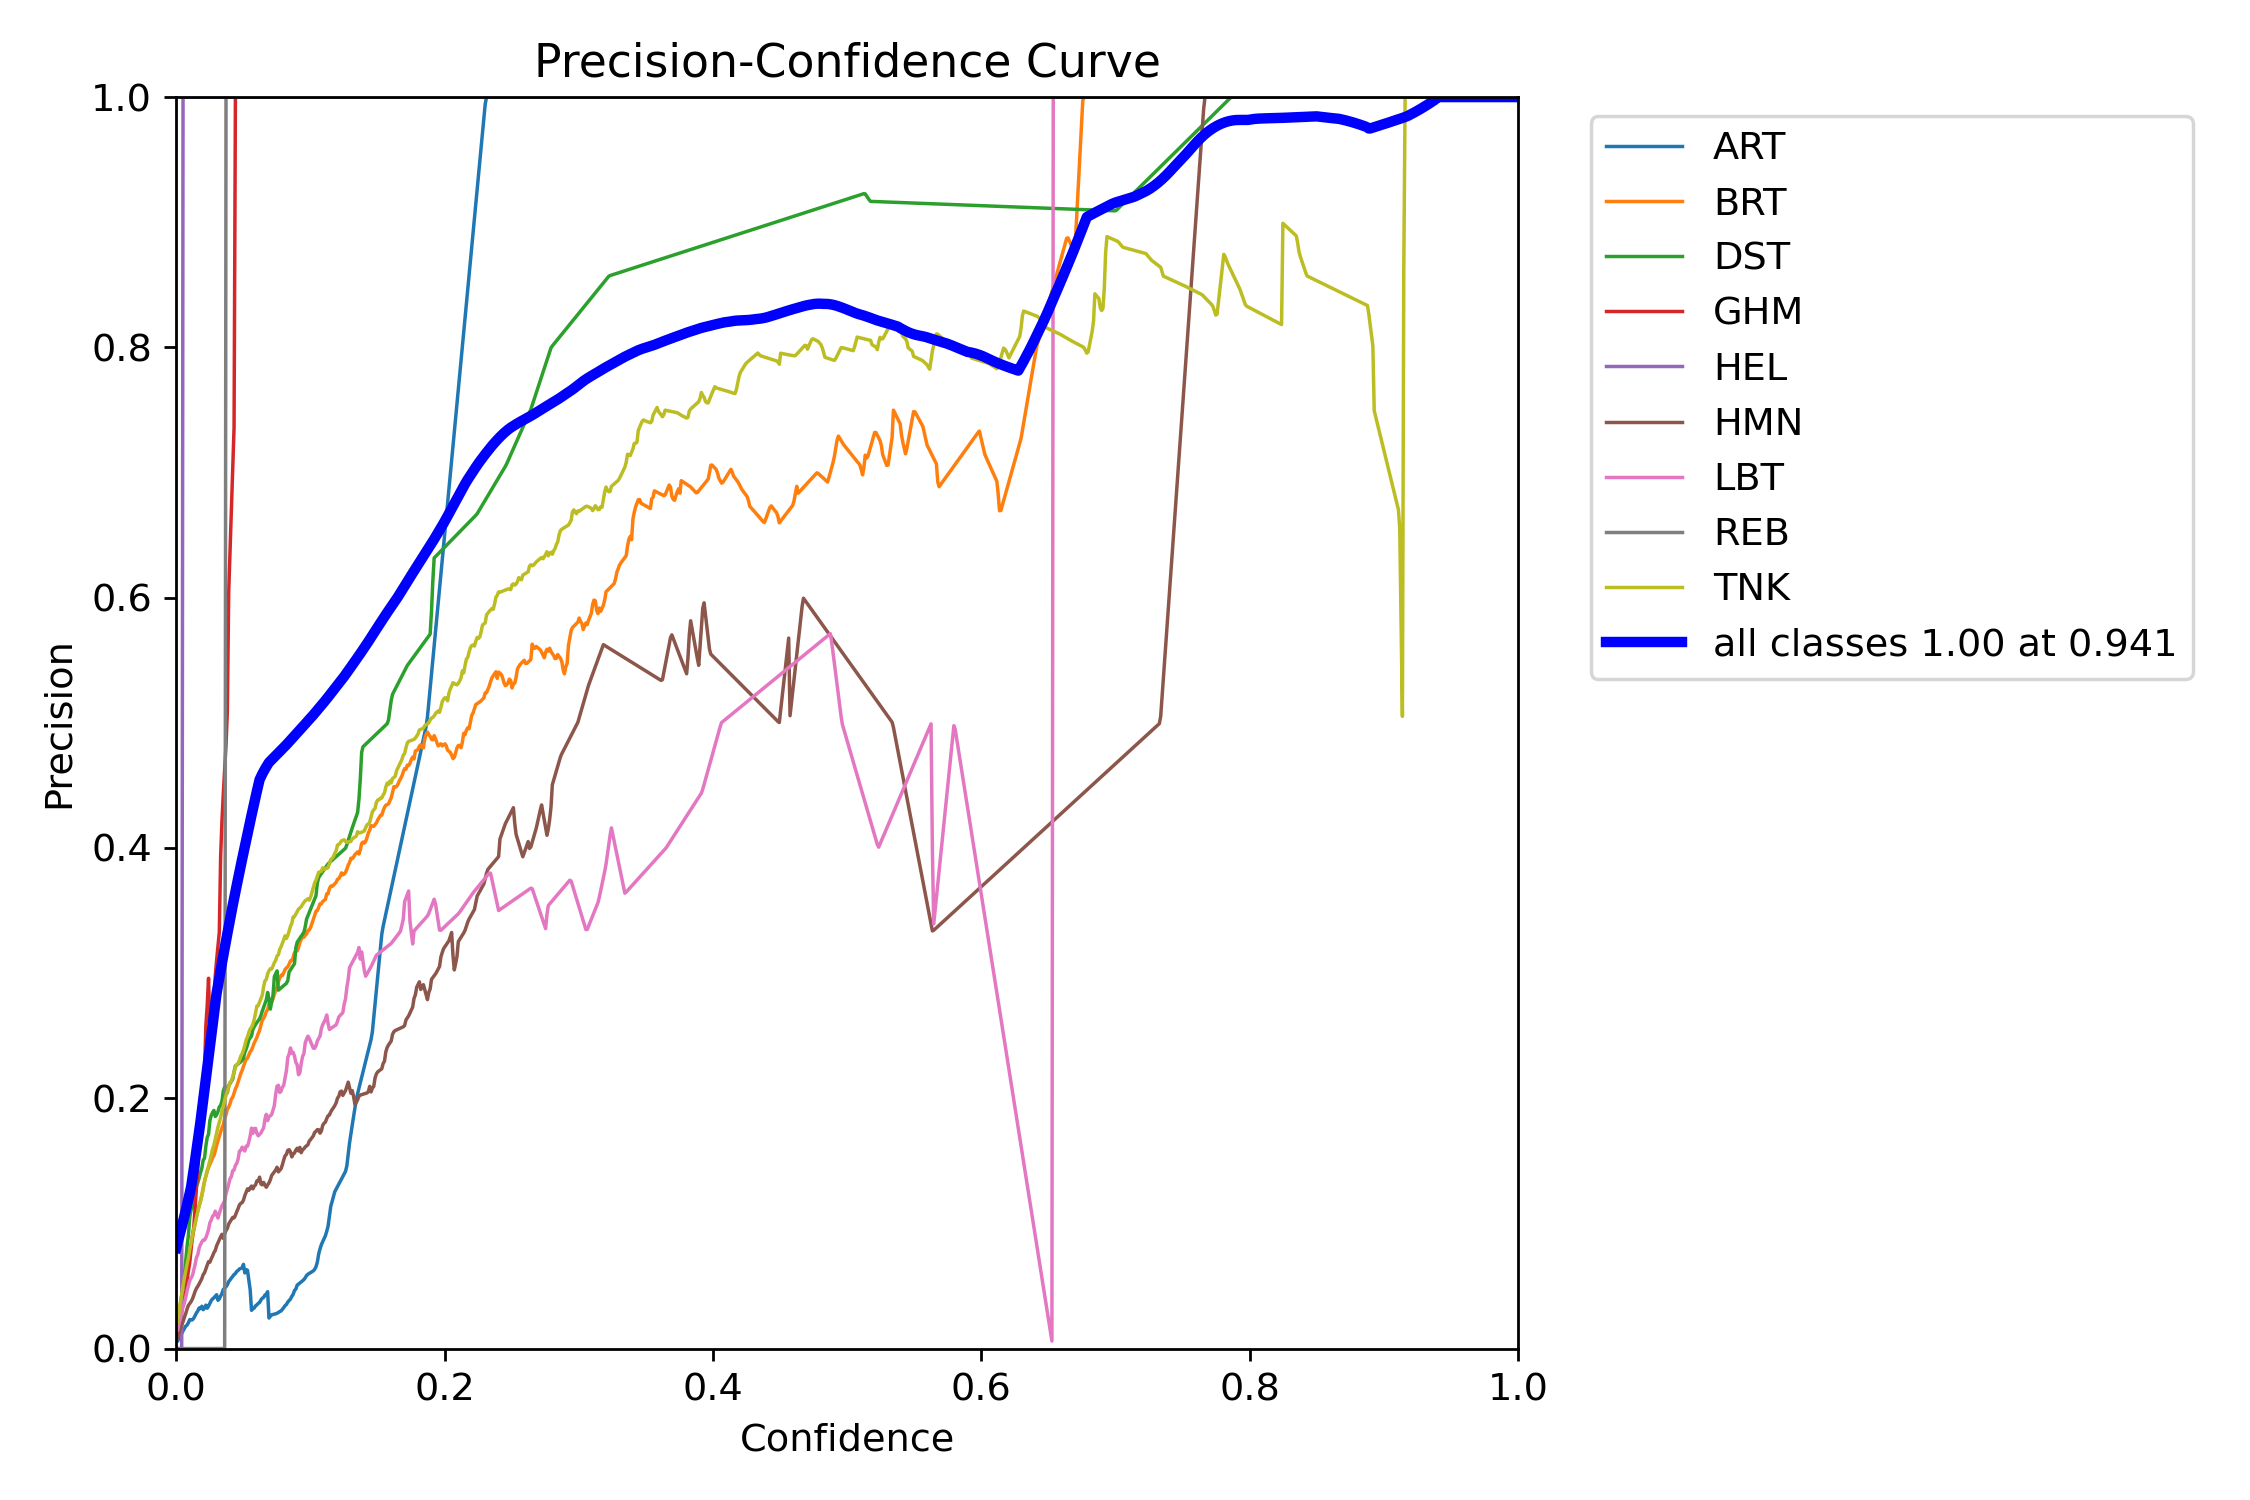 Precision-Confidence Curve
1.0
0.8
0.6
0.4
0.2
0.0
Precision
0.0 0.2 0.4 0.6 0.8 1.0
Confidence
ART
BRT
DST
GHM
HEL
HMN
LBT
REB
TNK
all classes 1.00 at 0.941